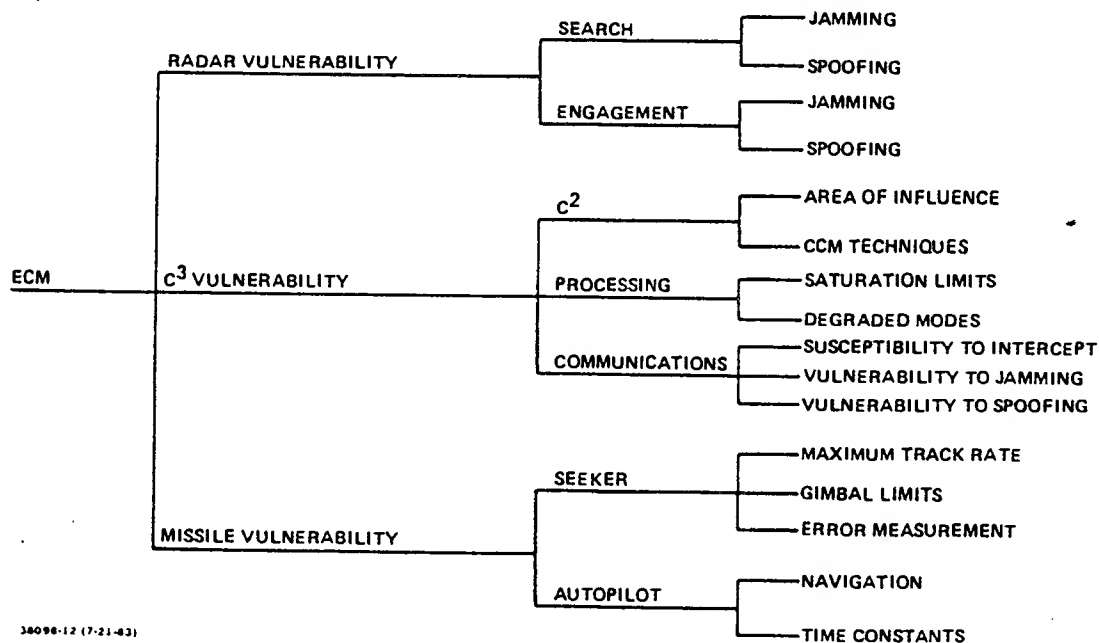 JAMMING
SEARCH
RADAR VULNERABILITY
SPOOFING
JAMMING
ENGAGEMENT
SPOOFING
AREA OF INFLUENCE
C²
CCM TECHNIQUES
ECM
C³ VULNERABILITY
PROCESSING
SATURATION LIMITS
DEGRADED MODES
COMMUNICATIONS
SUSCEPTIBILITY TO INTERCEPT
VULNERABILITY TO JAMMING
VULNERABILITY TO SPOOFING
MAXIMUM TRACK RATE
SEEKER
GIMBAL LIMITS
MISSILE VULNERABILITY
ERROR MEASUREMENT
NAVIGATION
AUTOPILOT
TIME CONSTANTS
38098-12 (7-21-83)